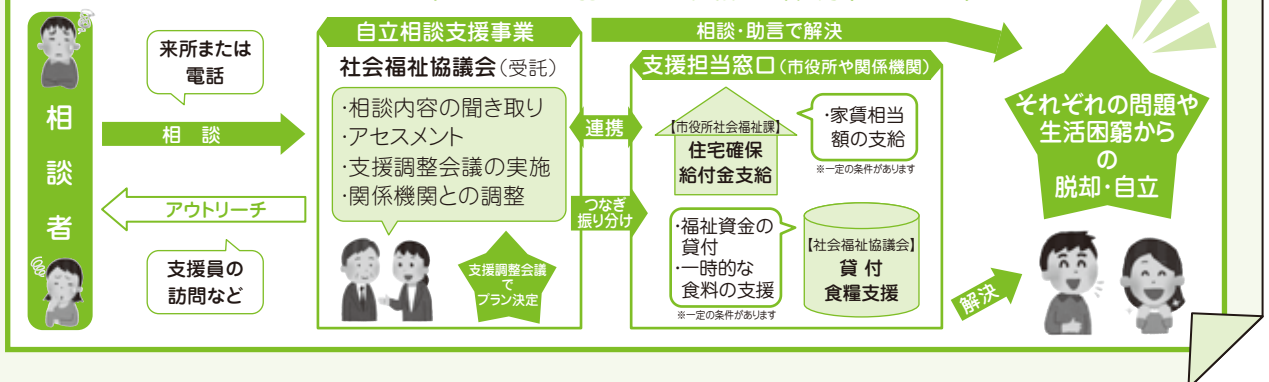 相談者
来所または
電話
相　談
アウトリーチ
支援員の
訪問など
自立相談支援事業
社会福祉協議会（受託）
・相談内容の聞き取り
・アセスメント
・支援調整会議の実施
・関係機関との調整
支援調整会議
で
プラン決定
相談・助言で解決
連携
つなぎ
振り分け
支援担当窓口（市役所や関係機関）
【市役所社会福祉課】
住宅確保
給付金支給
・家賃相当
額の支給
※一定の条件があります
・福祉資金の
貸付
・一時的な
食料の支援
※一定の条件があります
【社会福祉協議会】
貸 付
食糧支援
解決
それぞれの問題や
生活困窮から
の
脱却・自立